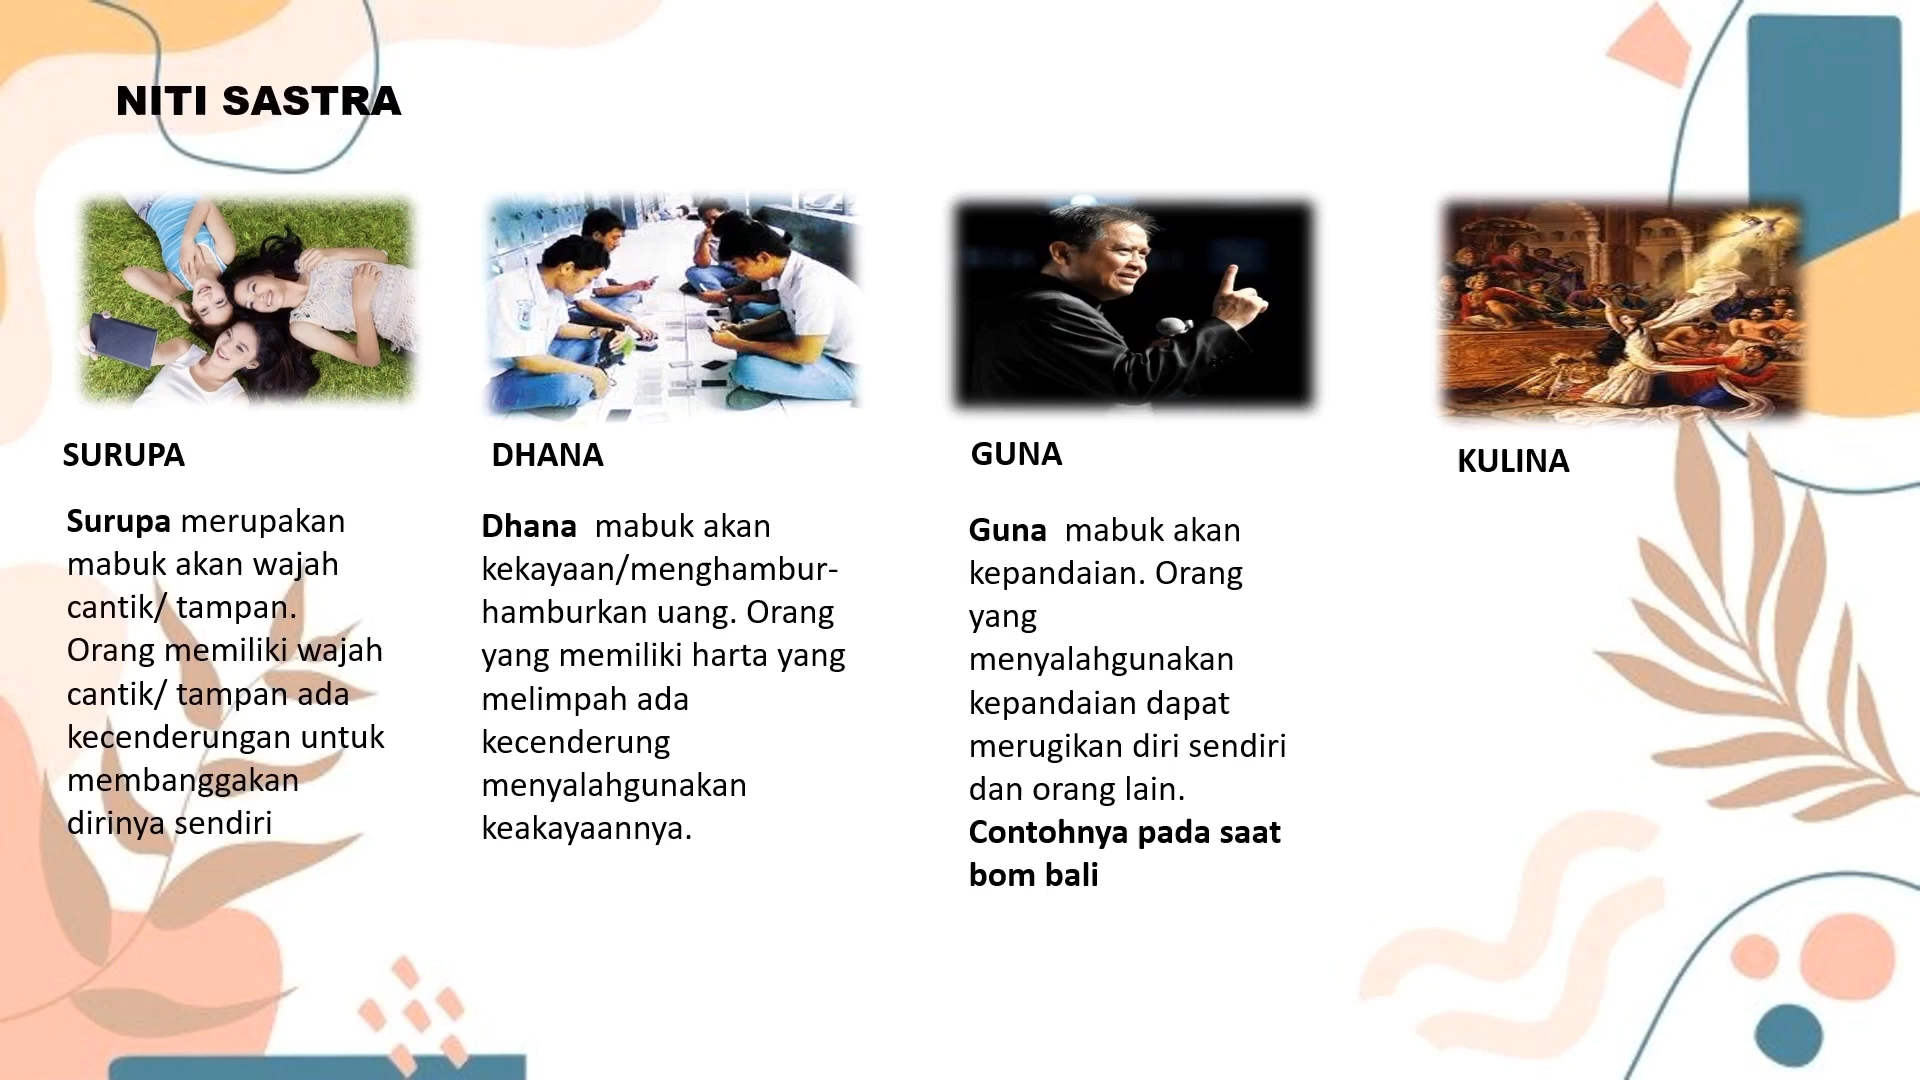 NITI SASTRA
SURUPA
Surupa merupakan
mabuk akan wajah
cantik/ tampan.
Orang memiliki wajah
cantik/ tampan ada
kecenderungan untuk
membanggakan
dirinya sendiri
DHANA
Dhana  mabuk akan
kekayaan/menghambur-
hamburkan uang. Orang
yang memiliki harta yang
melimpah ada
kecenderung
menyalahgunakan
keakayaannya.
GUNA
Guna  mabuk akan
kepandaian. Orang
yang
menyalahgunakan
kepandaian dapat
merugikan diri sendiri
dan orang lain.
Contohnya pada saat
bom bali
KULINA